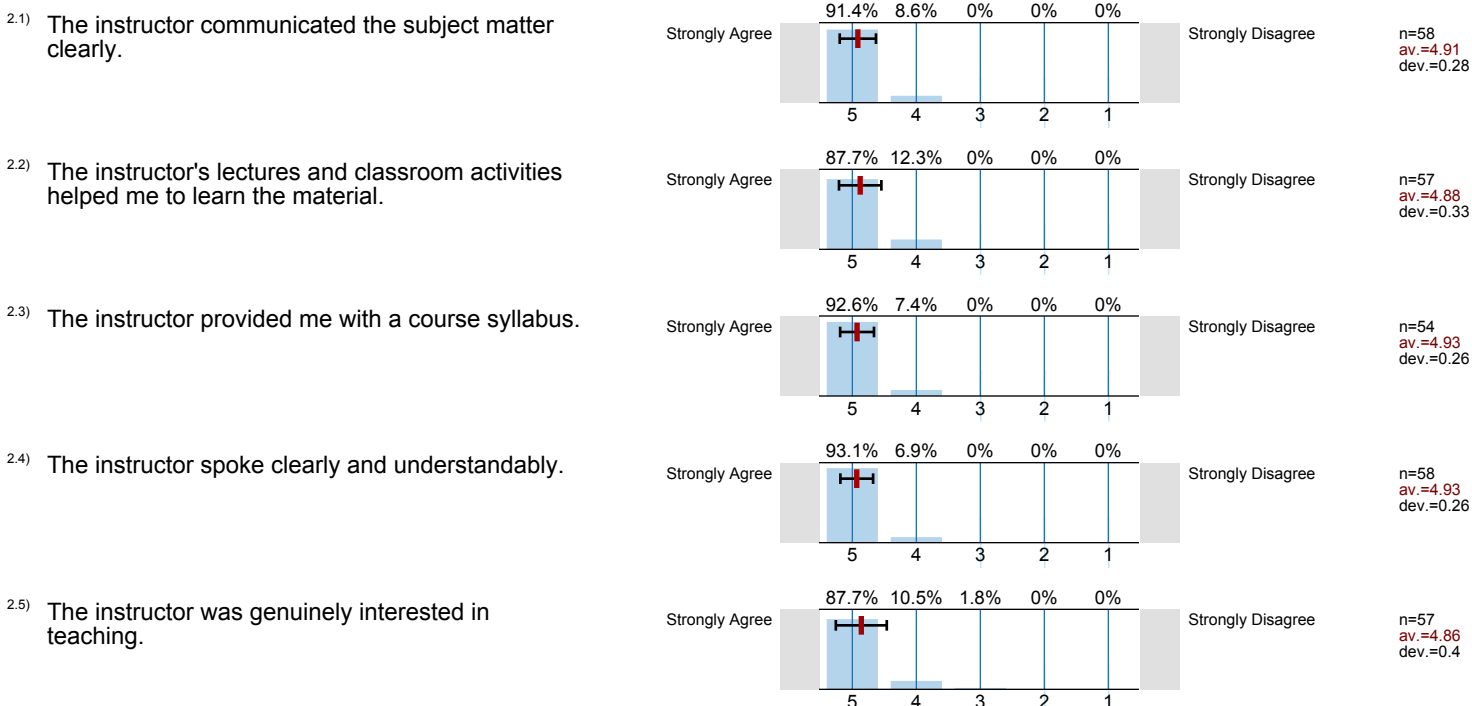 91.4% 8.6% 0% 0% 0%
2.1) The instructor communicated the subject matter
clearly.
Strongly Agree
Strongly Disagree
n=58
av.=4.91
dev.=0.28
5 4 3 2 1
87.7% 12.3% 0% 0% 0%
2.2) The instructor's lectures and classroom activities
helped me to learn the material.
Strongly Agree
Strongly Disagree
n=57
av.=4.88
dev.=0.33
5 4 3 2 1
92.6% 7.4% 0% 0% 0%
2.3) The instructor provided me with a course syllabus.
Strongly Agree
Strongly Disagree
n=54
av.=4.93
dev.=0.26
5 4 3 2 1
93.1% 6.9% 0% 0% 0%
2.4) The instructor spoke clearly and understandably.
Strongly Agree
Strongly Disagree
n=58
av.=4.93
dev.=0.26
5 4 3 2 1
87.7% 10.5% 1.8% 0% 0%
2.5) The instructor was genuinely interested in
teaching.
Strongly Agree
Strongly Disagree
n=57
av.=4.86
dev.=0.4
5 4 3 2 1